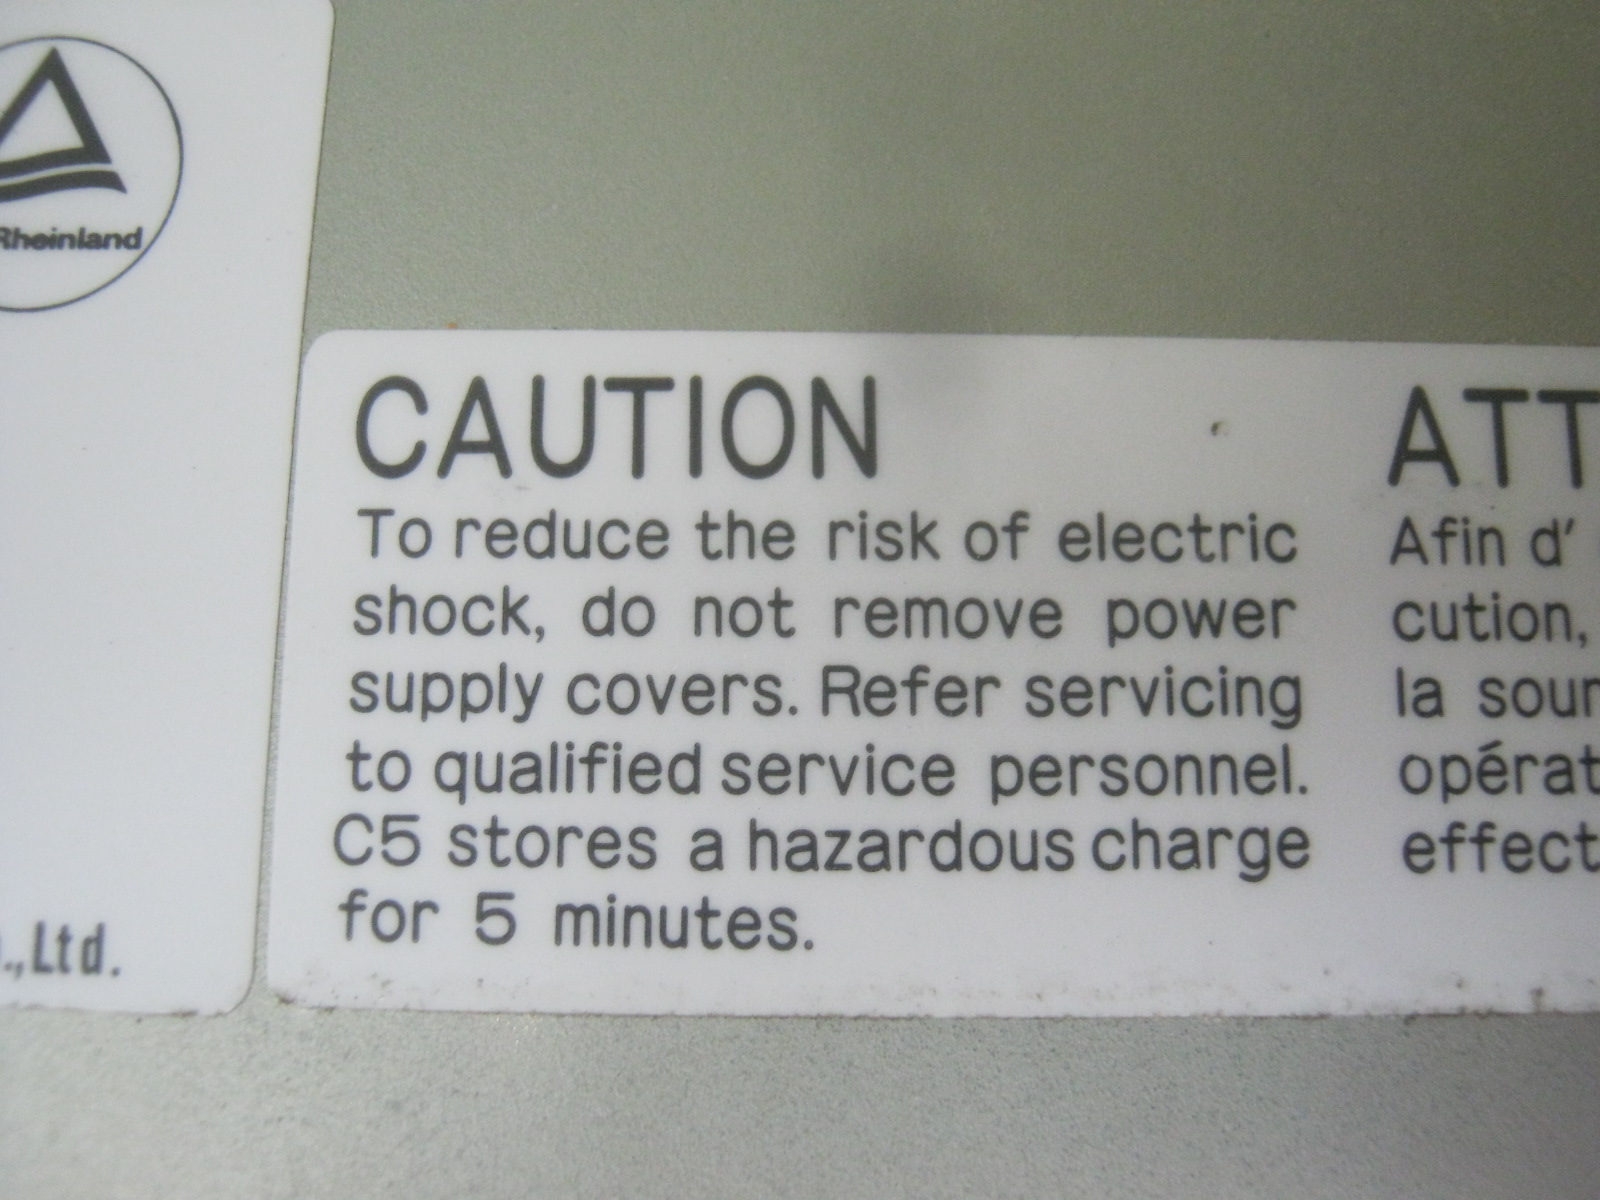 Rheinland
Ltd.
CAUTION
To reduce the risk of electric
shock, do not remove power
supply covers. Refer servicing
to qualified service personnel.
C5 stores a hazardous charge
for 5 minutes.
ATT
Afin d'
cution,
la sour
opérat
effect